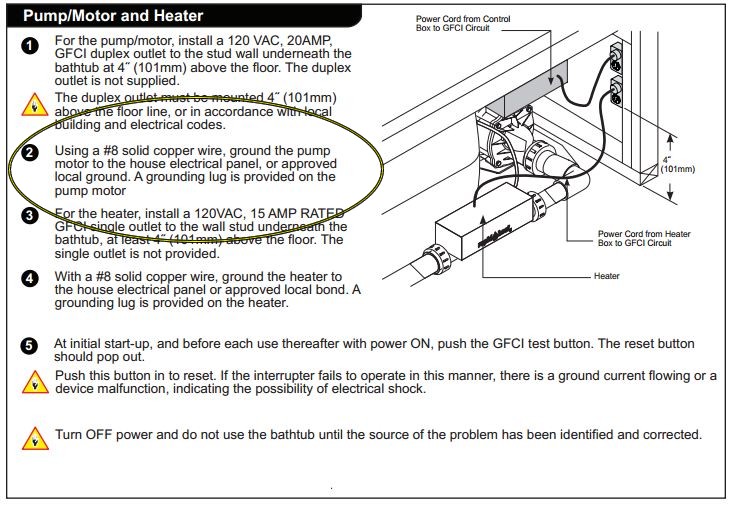 Pump/Motor and Heater
1 For the pump/motor, install a 120 VAC, 20AMP,
GFCI duplex outlet to the stud wall underneath the
bathtub at 4˝ (101mm) above the floor. The duplex
outlet is not supplied.
The duplex outlet must be mounted 4˝ (101mm)
above the floor line, or in accordance with local
building and electrical codes.
2 Using a #8 solid copper wire, ground the pump
motor to the house electrical panel, or approved
local ground. A grounding lug is provided on the
pump motor
3 For the heater, install a 120VAC, 15 AMP RATED
GFCI single outlet to the wall stud underneath the
bathtub, at least 4˝ (101mm) above the floor. The
single outlet is not provided.
4 With a #8 solid copper wire, ground the heater to
the house electrical panel or approved local bond. A
grounding lug is provided on the heater.
Power Cord from Control
Box to GFCI Circuit
4˝
(101mm)
Power Cord from Heater
Box to GFCI Circuit
Heater
5 At initial start-up, and before each use thereafter with power ON, push the GFCI test button. The reset button
should pop out.
Push this button in to reset. If the interrupter fails to operate in this manner, there is a ground current flowing or a
device malfunction, indicating the possibility of electrical shock.
Turn OFF power and do not use the bathtub until the source of the problem has been identified and corrected.